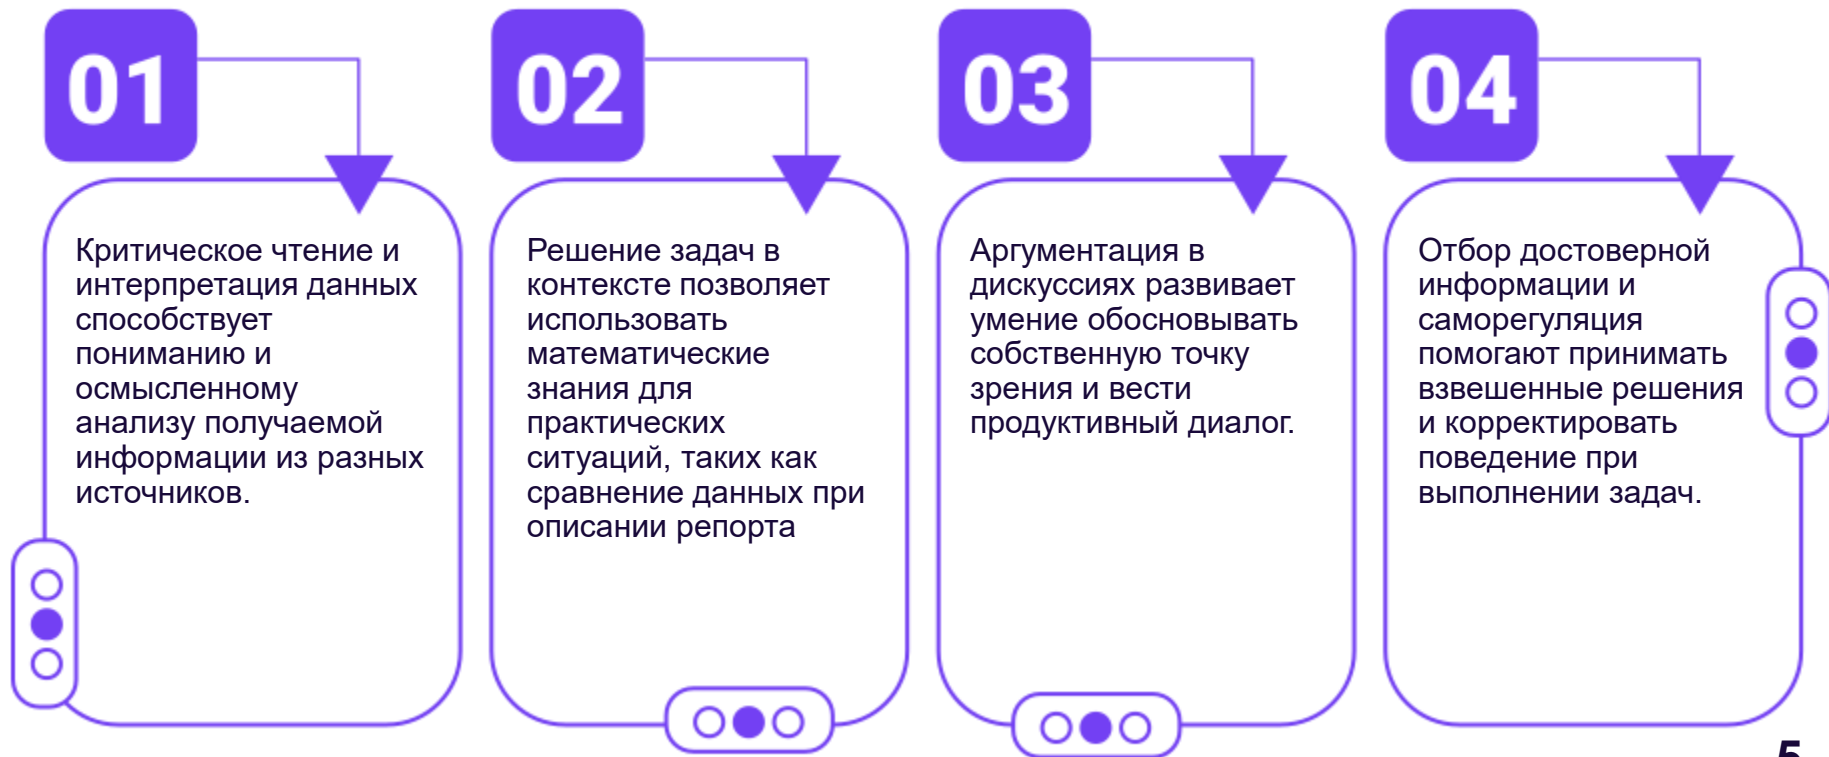 01
Критическое чтение и
интерпретация данных
способствует
пониманию и
осмысленному
анализу получаемой
информации из разных
источников.
02
Решение задач в
контексте позволяет
использовать
математические
знания для
практических
ситуаций, таких как
сравнение данных при
описании репорта
03
Аргументация в
дискуссиях развивает
умение обосновывать
собственную точку
зрения и вести
продуктивный диалог.
04
Отбор достоверной
информации и
саморегуляция
помогают принимать
взвешенные решения
и корректировать
поведение при
выполнении задач.
5